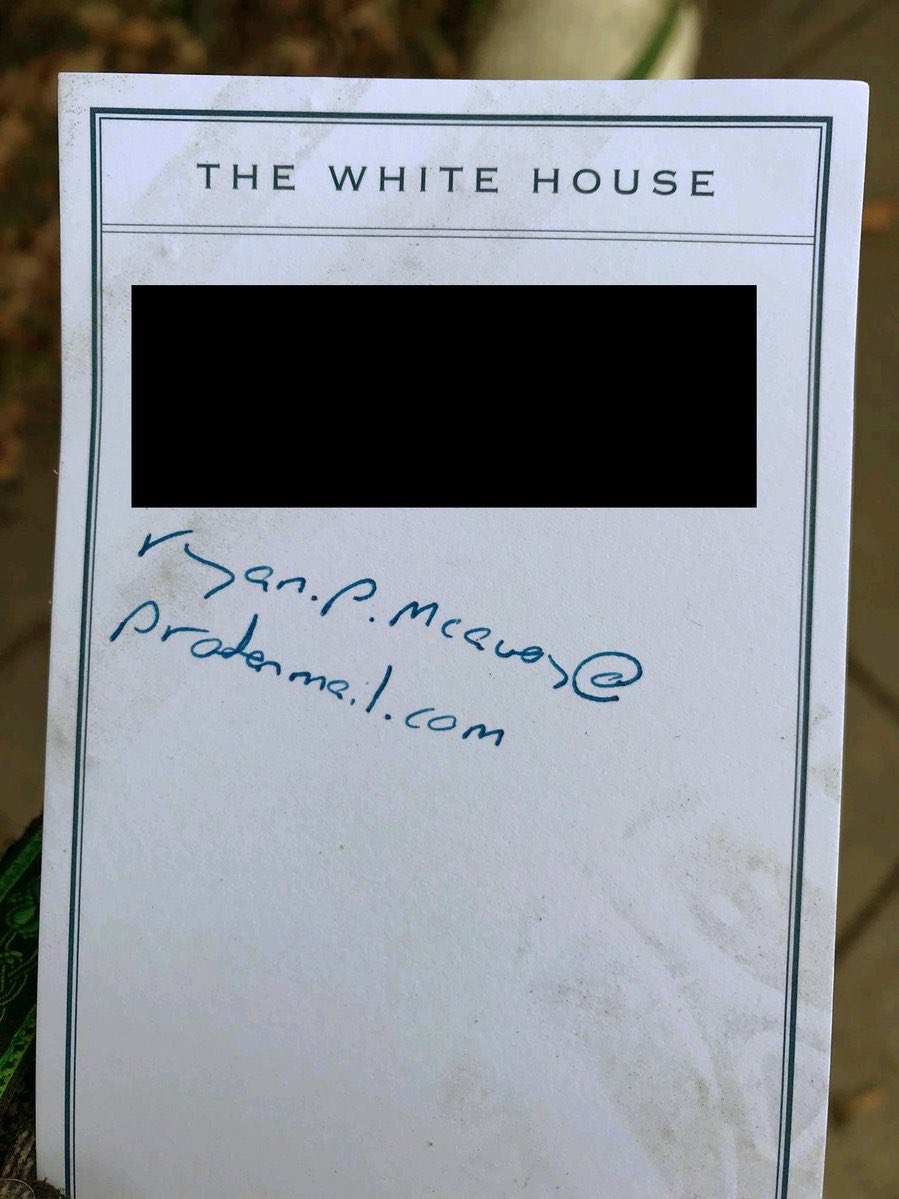 THE WHITE HOUSE
ryan.p.mcavoy@
protonmail.com